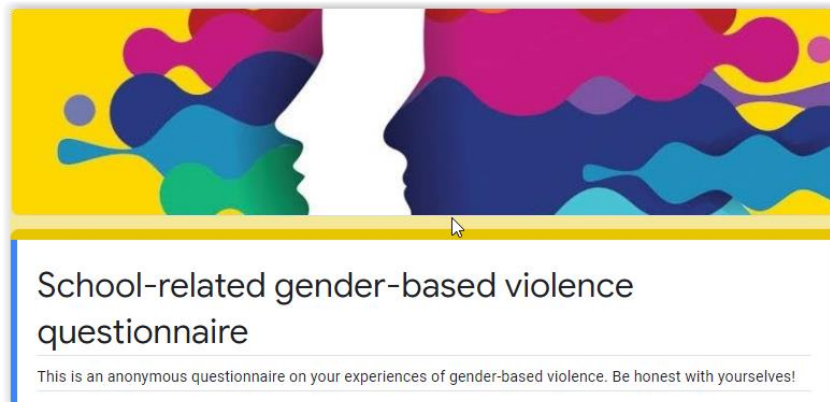 School-related gender-based violence
questionnaire
This is an anonymous questionnaire on your experiences of gender-based violence. Be honest with yourselves!